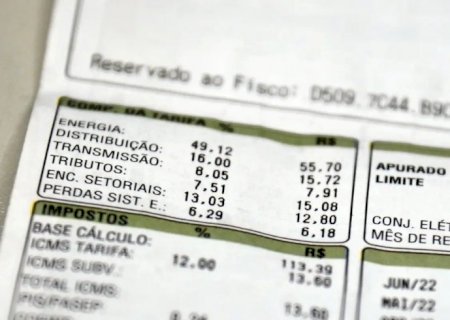 Reservado ao Fisco: D509.7C44.B9C
COMP. DA TARIFA % R$
ENERGIA: 49.12 55.70
DISTRIBUIÇÃO: 16.00 15.72
TRANSMISSÃO: 8.05 7.91
TRIBUTOS: 7.51 15.08
ENC. SETORIAIS: 13.03 12.80
PERDAS SIST. E.: 6.29 6.18
IMPOSTOS % R$
BASE CÁLCULO: 113.39
ICMS TARIFA: 12.00 13.60
ICMS SUBV.:
TOTAL ICMS: 13.60
PIS/PASEP:
APURADO
LIMITE
CONJ. ELÉT
MÊS DE RE
JUN/22
MAI/22